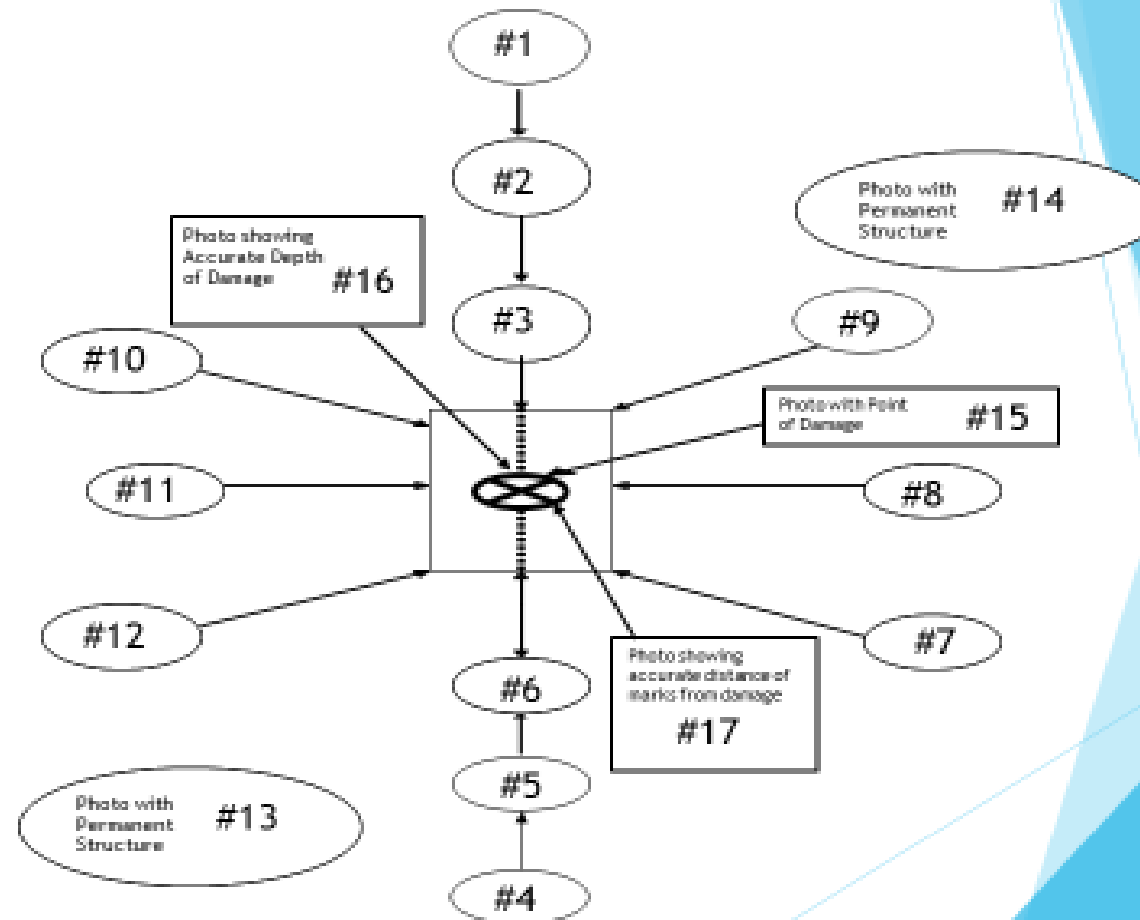 #1
#2
Photo with
Permanent
Structure
#14
Photo showing
Accurate Depth
of Damage
#16
#3
#9
#10
Photo with Point
of Damage
#15
#11
#8
#12
#7
Photo showing
accurate distance of
marks from damage
#17
#6
#5
Photo with
Permanent
Structure
#13
#4